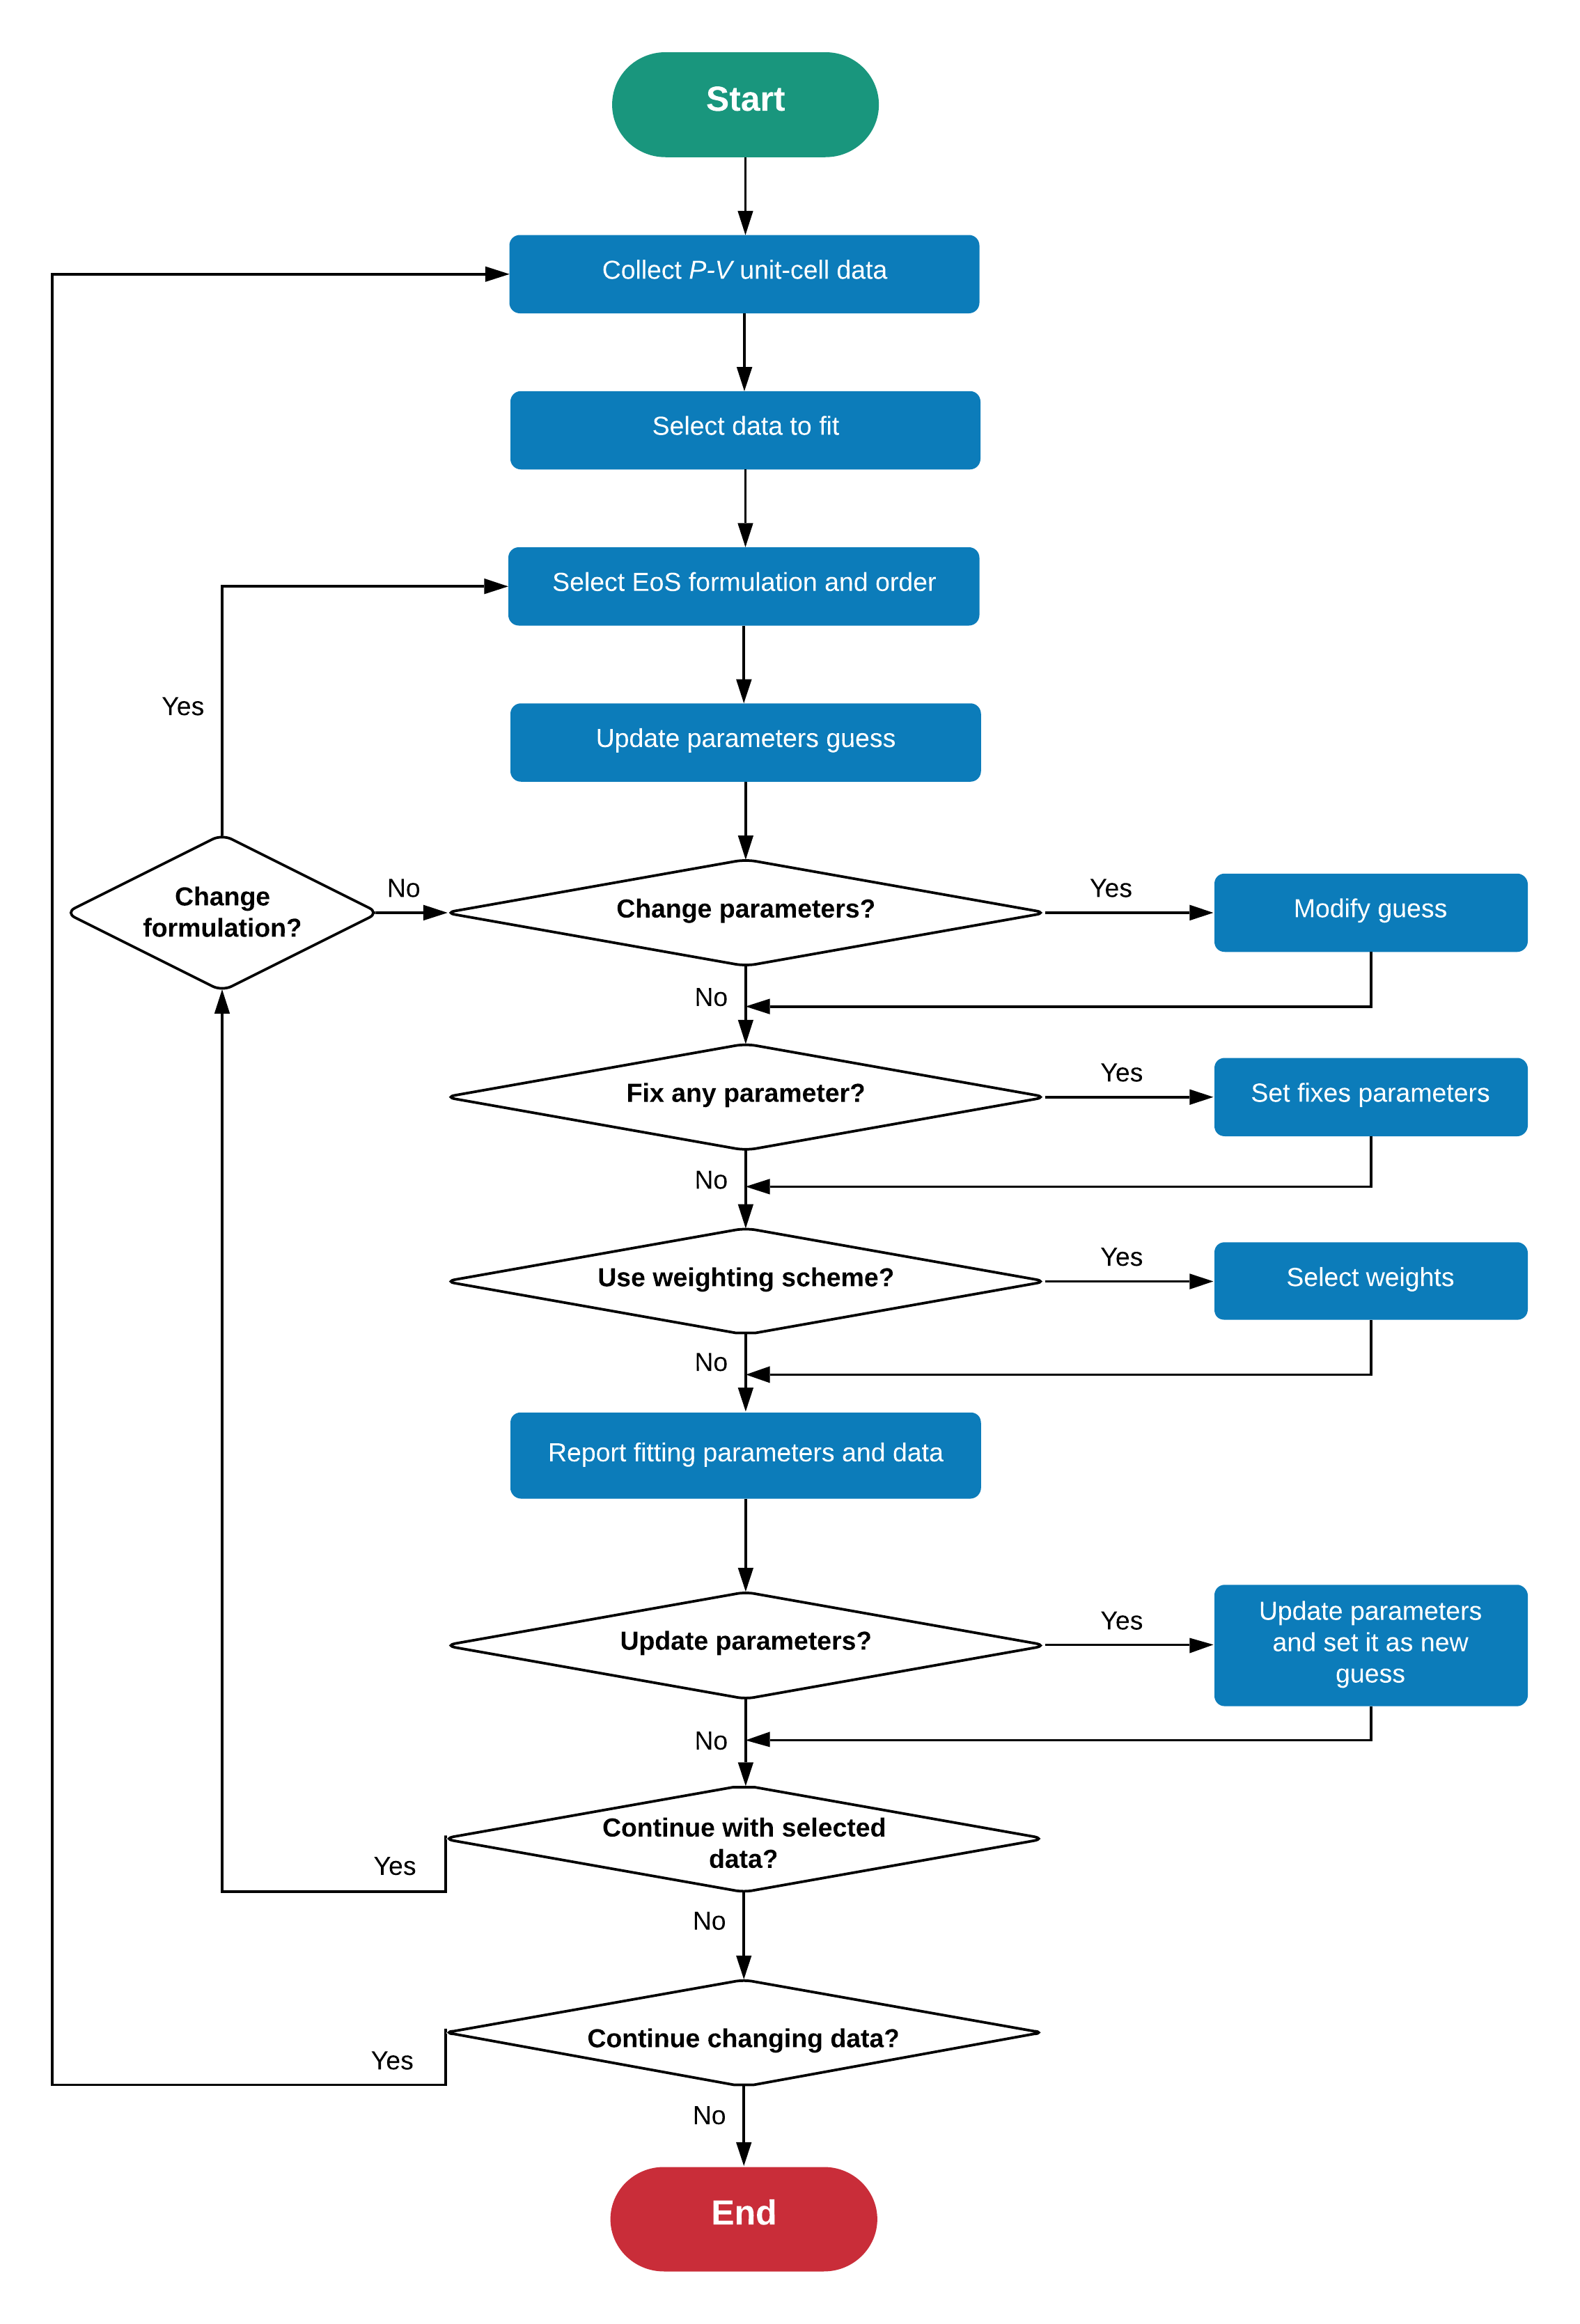 Start
Collect P-V unit-cell data
Select data to fit
Select EoS formulation and order
Yes
Update parameters guess
Change
formulation?
No
Change parameters?
Yes
Modify guess
No
Fix any parameter?
Yes
Set fixes parameters
No
Use weighting scheme?
Yes
Select weights
No
Report fitting parameters and data
Update parameters?
Yes
Update parameters
and set it as new
guess
No
Continue with selected
data?
Yes
No
Continue changing data?
Yes
No
End